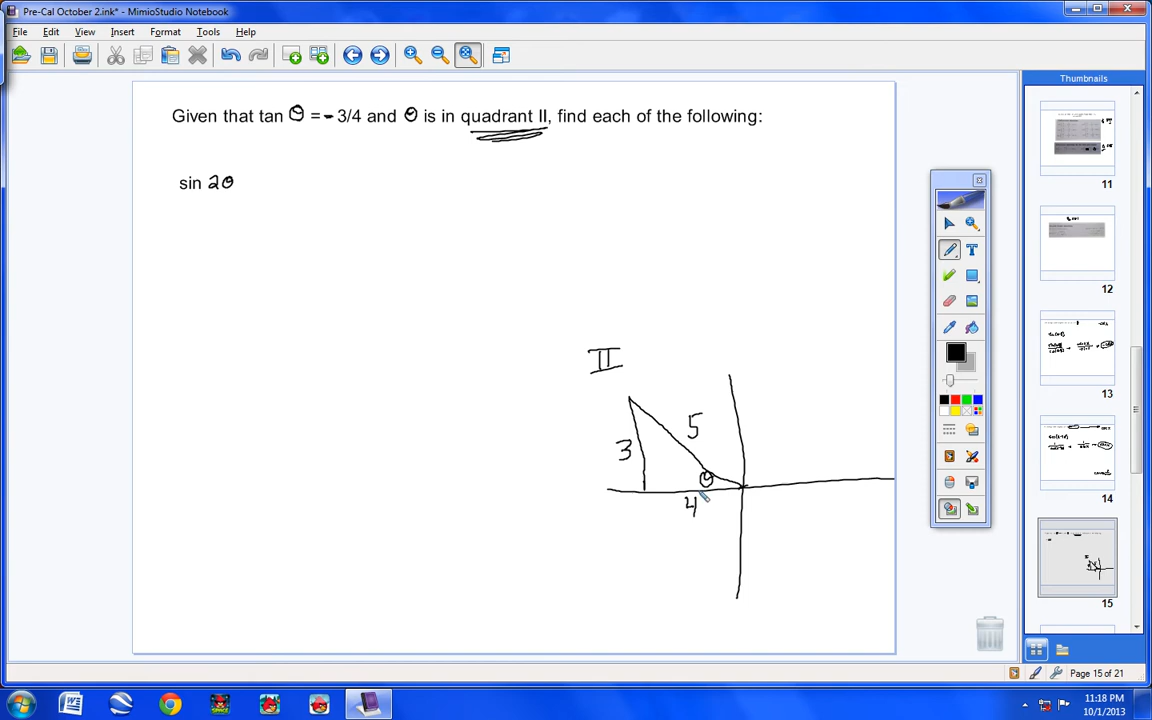 Pre-Cal October 2.ink* - MimioStudio Notebook
File Edit View Insert Format Tools Help
Given that tan θ = - 3/4 and θ is in quadrant II, find each of the following:
sin 2θ
II
5
3
θ
4
Thumbnails
11
12
13
14
15
Page 15 of 21
11:18 PM
10/1/2013